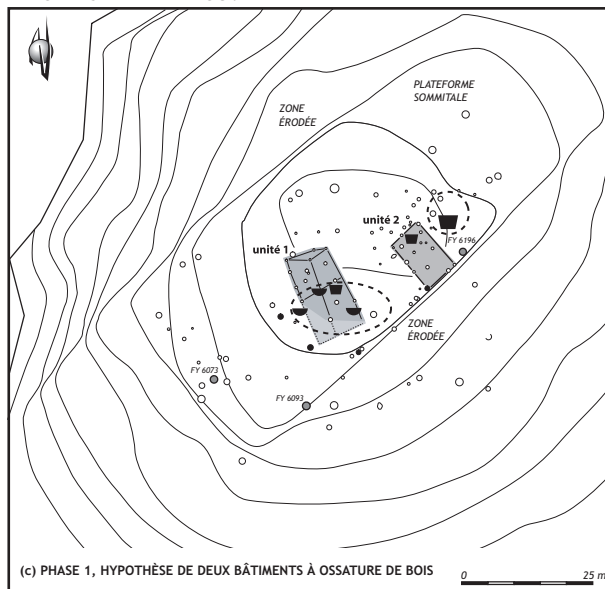 PLATEFORME
SOMMITALE
ZONE
ÉRODÉE
unité 2
unité 1
FY 6196
ZONE
ÉRODÉE
FY 6073
FY 6093
(c) PHASE 1, HYPOTHÈSE DE DEUX BÂTIMENTS À OSSATURE DE BOIS
0 25 m